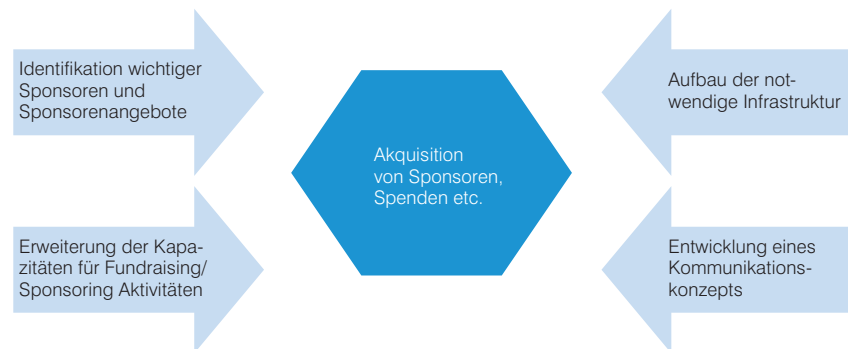 Identifikation wichtiger
Sponsoren und
Sponsorenangebote
Aufbau der not-
wendige Infrastruktur
Akquisition
von Sponsoren,
Spenden etc.
Erweiterung der Kapa-
zitäten für Fundraising/
Sponsoring Aktivitäten
Entwicklung eines
Kommunikations-
konzepts